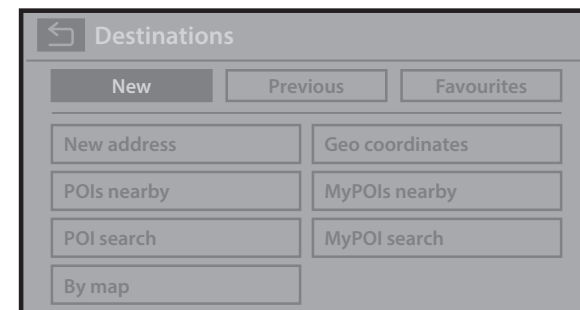 Destinations
New Previous Favourites
New address Geo coordinates
POIs nearby MyPOIs nearby
POI search MyPOI search
By map